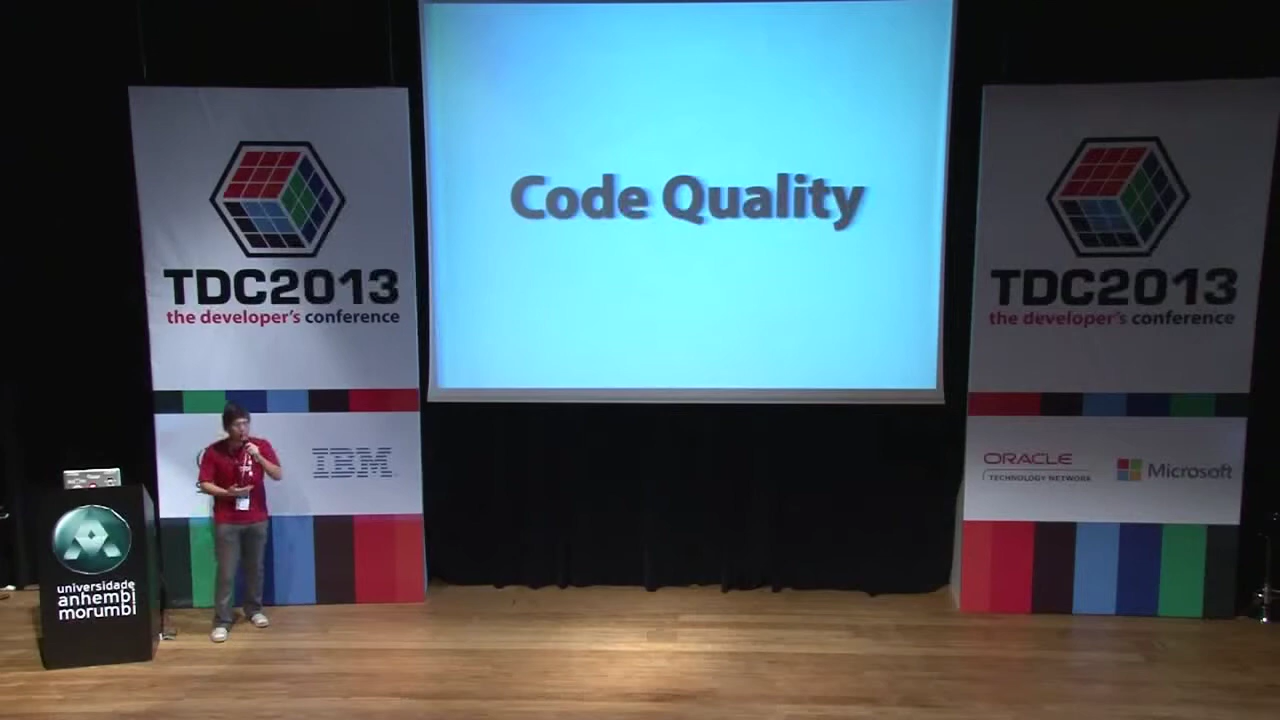 Code Quality
TDC2013
the developer's conference
IBM
universidade
anhembi
morumbi
TDC2013
the developer's conference
ORACLE
TECHNOLOGY NETWORK
Microsoft